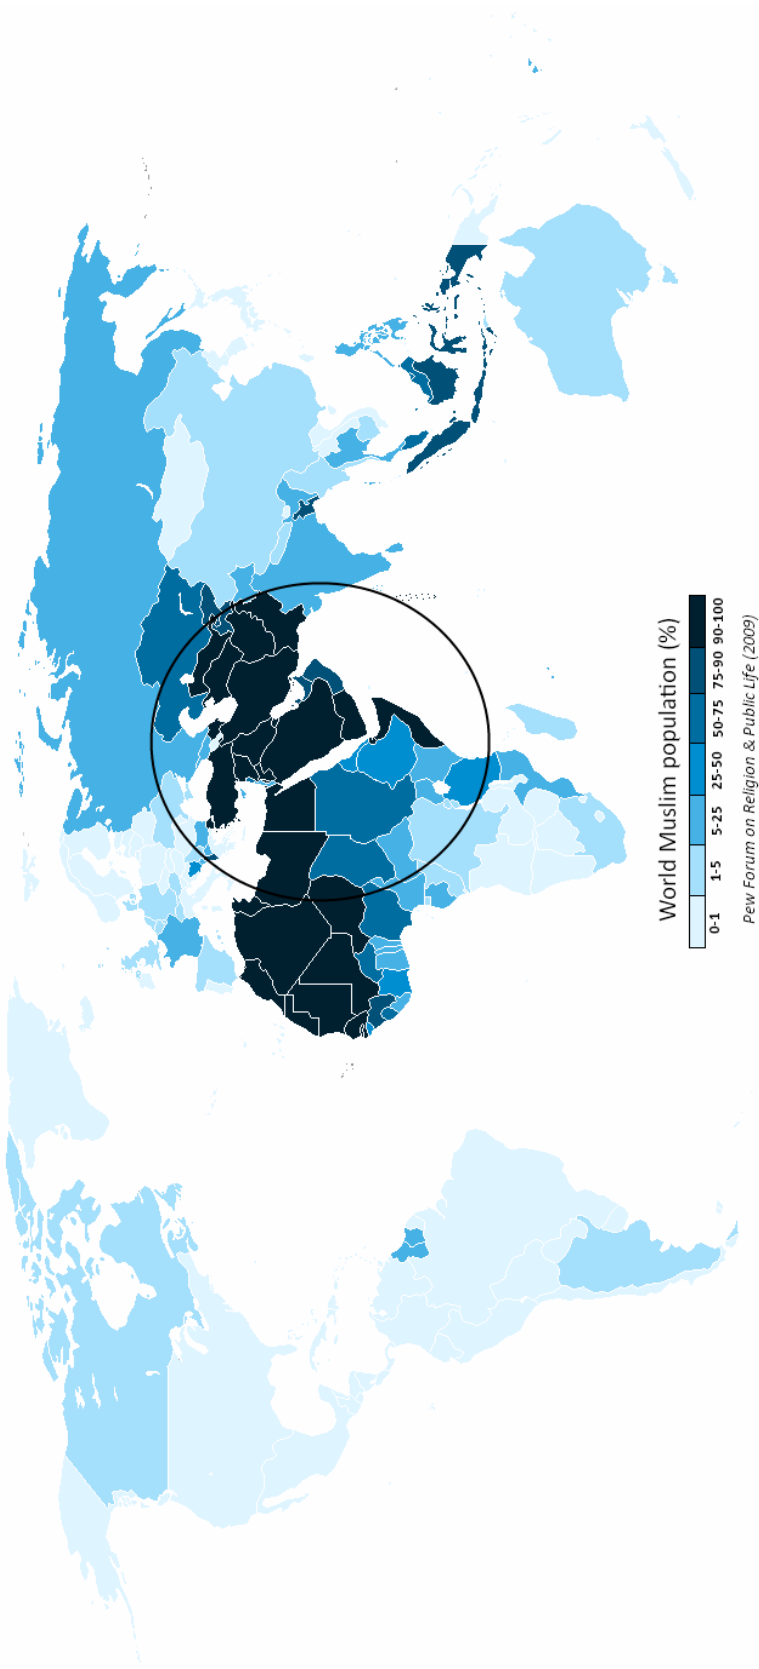 World Muslim population (%)
0-1 1-5 5-25 25-50 50-75 75-90 90-100
Pew Forum on Religion & Public Life (2009)